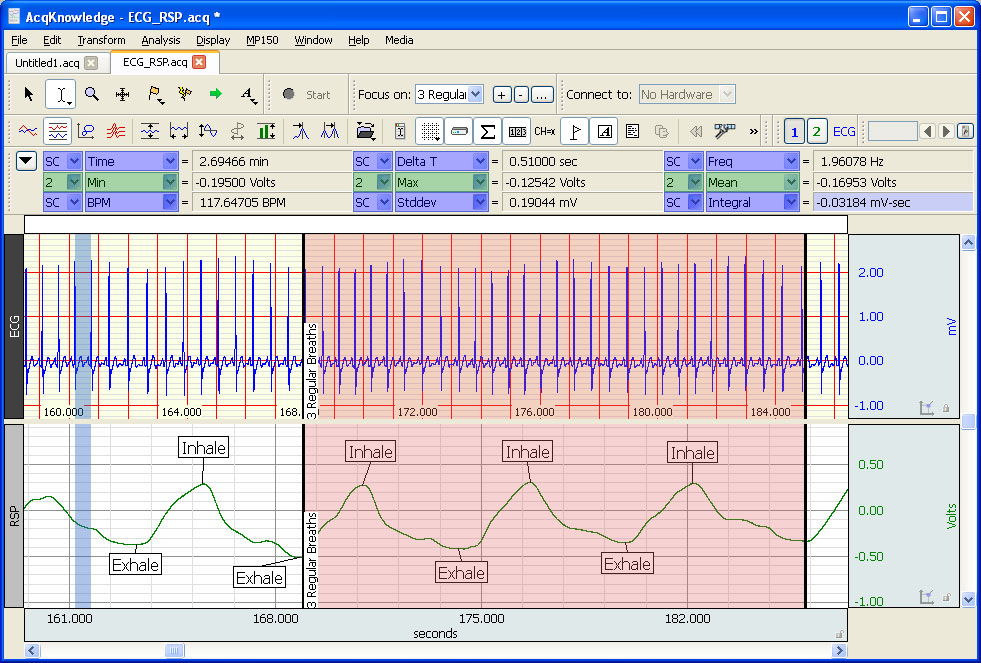 AcqKnowledge - ECG_RSP.acq *
File Edit Transform Analysis Display MP150 Window Help Media
Untitled1.acq ECG_RSP.acq
Start Focus on: 3 Regular + - ... Connect to: No Hardware
CH=x 1 2 ECG
SC Time = 2.69466 min SC Delta T = 0.51000 sec SC Freq = 1.96078 Hz
2 Min = -0.19500 Volts 2 Max = -0.12542 Volts 2 Mean = -0.16953 Volts
SC BPM = 117.64705 BPM SC Stddev = 0.19044 mV SC Integral = -0.03184 mV-sec
ECG
3 Regular Breaths
2.00
1.00
0.00
-1.00
mV
160.000 164.000 168. 172.000 176.000 180.000 184.000
RSP
Inhale Inhale Inhale Inhale
Exhale Exhale Exhale Exhale
3 Regular Breaths
0.50
0.00
-0.50
-1.00
Volts
161.000 168.000 175.000 182.000
seconds